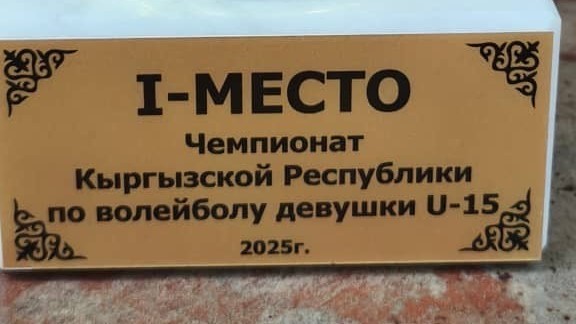 I-МЕСТО
Чемпионат
Кыргызской Республики
по волейболу девушки U-15
2025г.